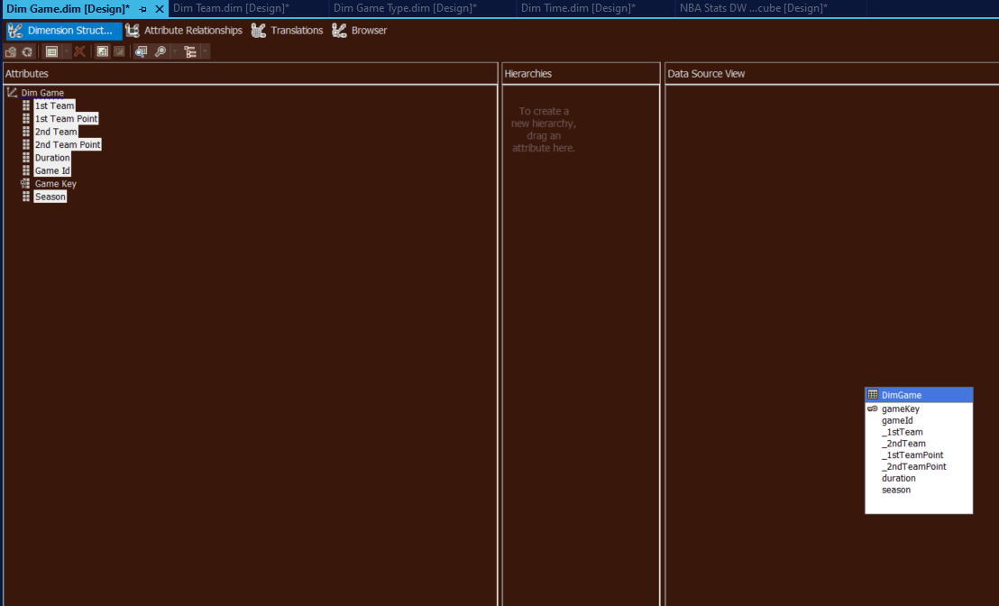 Dim Game.dim [Design]* Dim Team.dim [Design]* Dim Game Type.dim [Design]* Dim Time.dim [Design]* NBA Stats DW ...cube [Design]*
Dimension Struct... Attribute Relationships Translations Browser
Attributes
Dim Game
1st Team
1st Team Point
2nd Team
2nd Team Point
Duration
Game Id
Game Key
Season
Hierarchies
To create a
new hierarchy,
drag an
attribute here.
Data Source View
DimGame
gameKey
gameId
_1stTeam
_2ndTeam
_1stTeamPoint
_2ndTeamPoint
duration
season